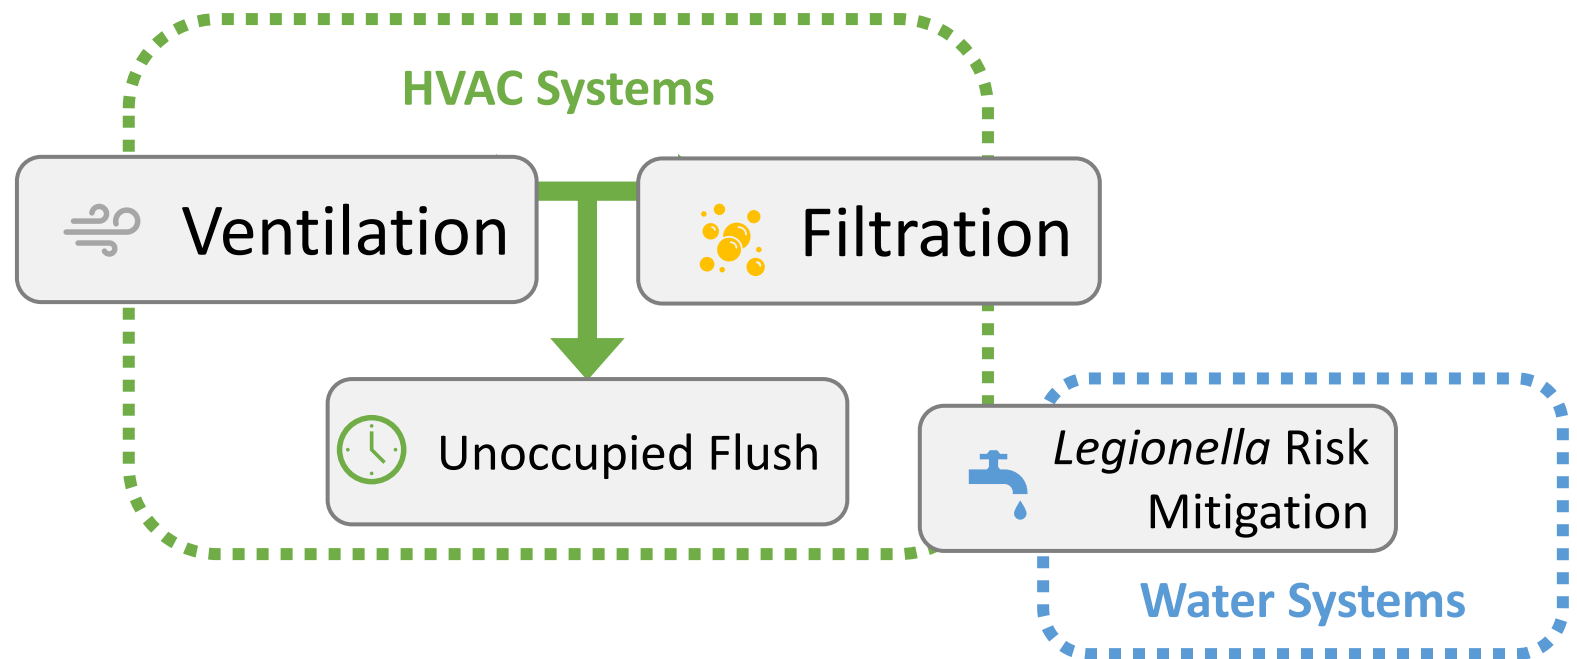 HVAC Systems
Ventilation
Filtration
Unoccupied Flush
Legionella Risk
Mitigation
Water Systems